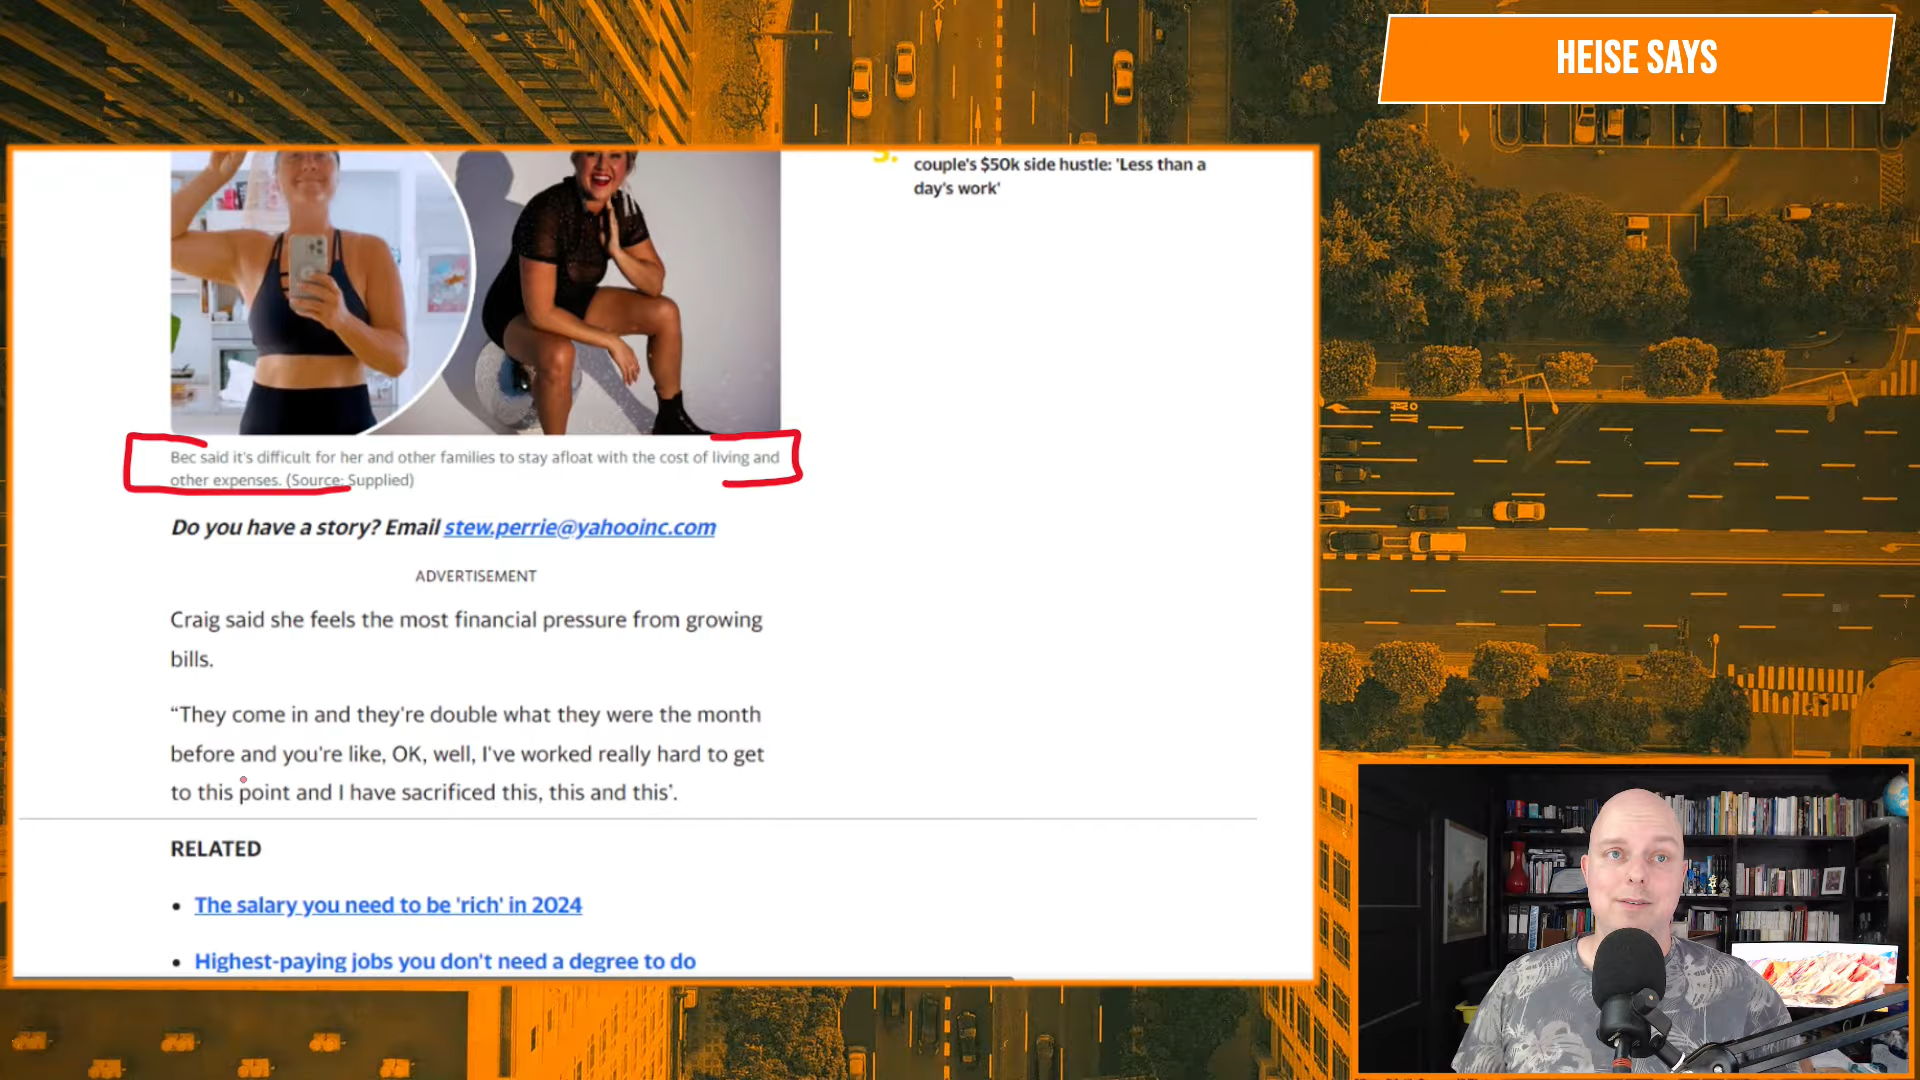 HEISE SAYS
couple's $50k side hustle: 'Less than a
day's work'
Bec said it's difficult for her and other families to stay afloat with the cost of living and
other expenses. (Source: Supplied)
Do you have a story? Email stew.perrie@yahooinc.com
ADVERTISEMENT
Craig said she feels the most financial pressure from growing
bills.
“They come in and they're double what they were the month
before and you're like, OK, well, I've worked really hard to get
to this point and I have sacrificed this, this and this’.
RELATED
• The salary you need to be 'rich' in 2024
• Highest-paying jobs you don't need a degree to do